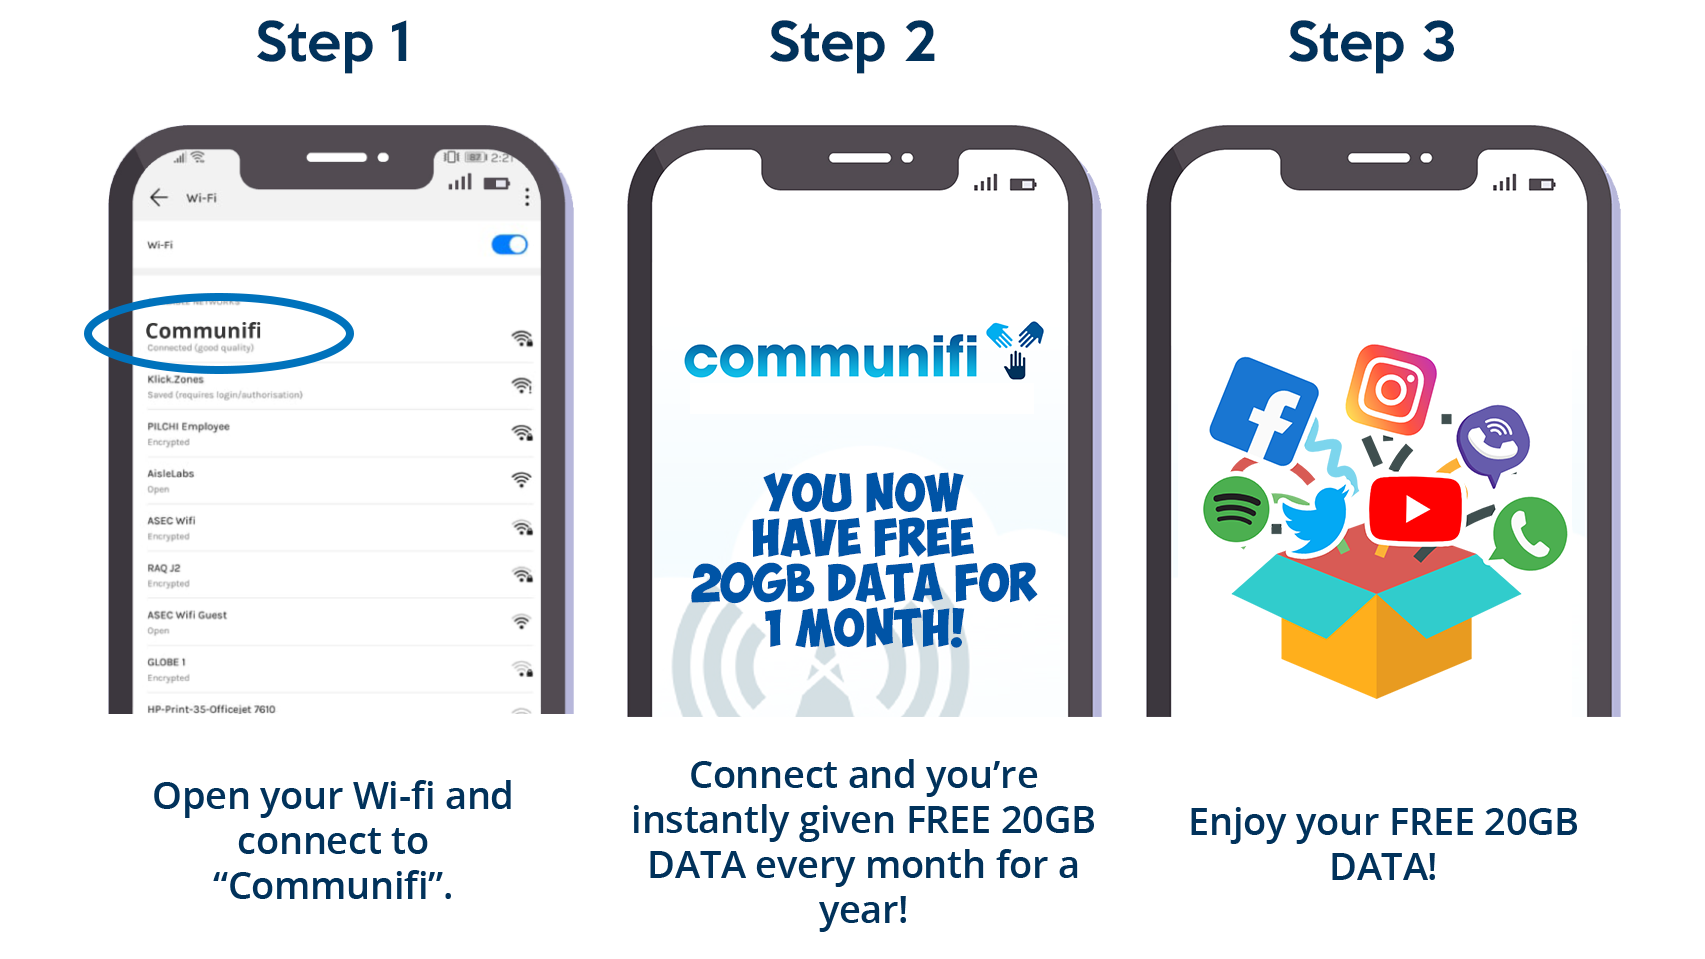 Step 1
Step 2
Step 3
87
2:21
Wi-Fi
Wi-Fi
NETWORKS
Communifi
Connected (good quality)
Klick.Zones
Saved (requires login/authorisation)
PILCHI Employee
Encrypted
AisleLabs
Open
ASEC Wifi
Encrypted
RAQ J2
Encrypted
ASEC Wifi Guest
Open
GLOBE 1
Encrypted
HP-Print-35-Officejet 7610
communifi
YOU NOW
HAVE FREE
20GB DATA FOR
1 MONTH!
Open your Wi-fi and
connect to
“Communifi”.
Connect and you’re
instantly given FREE 20GB
DATA every month for a
year!
Enjoy your FREE 20GB
DATA!